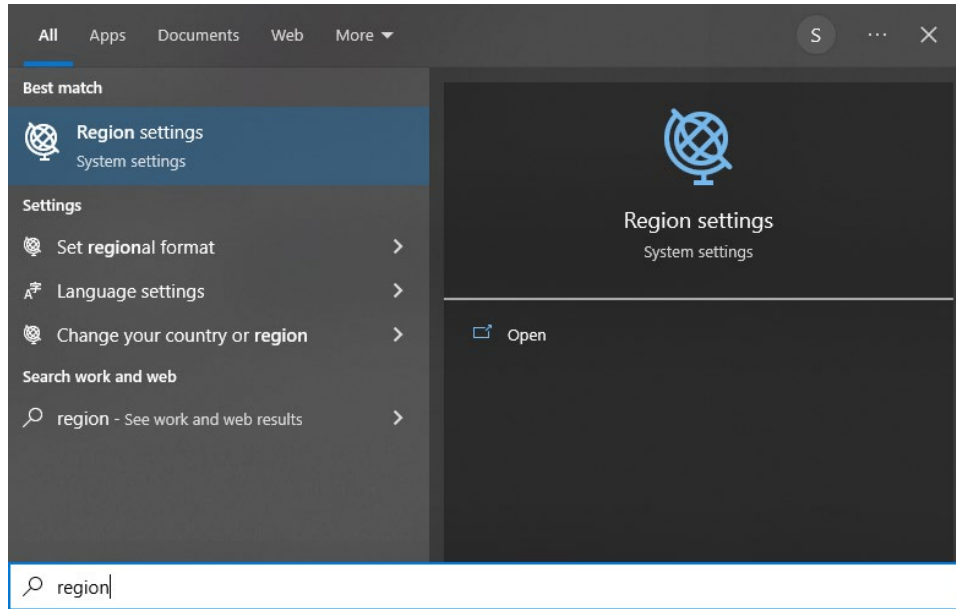 All Apps Documents Web More S ...
Best match
Region settings
System settings
Settings
Set regional format
Language settings
Change your country or region
Search work and web
region - See work and web results
Region settings
System settings
Open
region